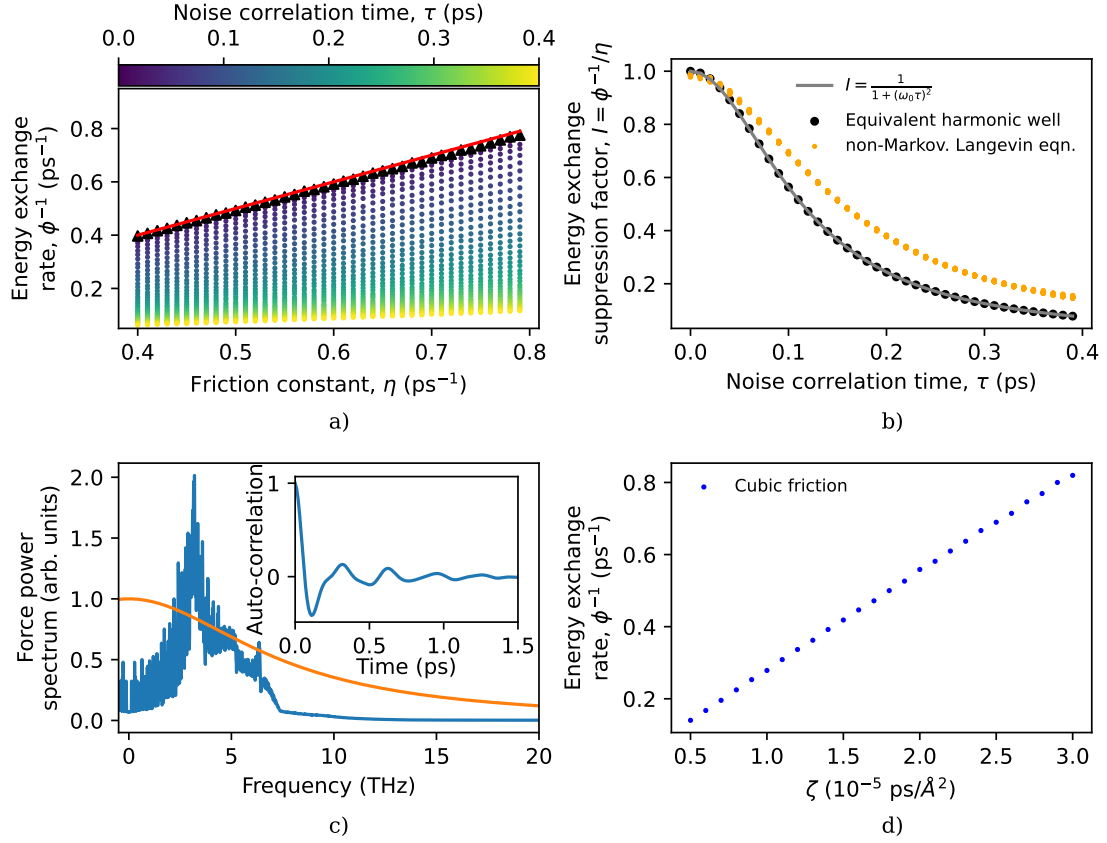 Noise correlation time, τ (ps)
0.0 0.1 0.2 0.3 0.4
Energy exchange
rate, ϕ⁻¹ (ps⁻¹)
0.8
0.6
0.4
0.2
0.4 0.5 0.6 0.7 0.8
Friction constant, η (ps⁻¹)
a)
Energy exchange
suppression factor, I = ϕ⁻¹/η
1.0
0.8
0.6
0.4
0.2
I = 1/(1 + (ω₀τ)²)
Equivalent harmonic well
non-Markov. Langevin eqn.
0.0 0.1 0.2 0.3 0.4
Noise correlation time, τ (ps)
b)
Force power
spectrum (arb. units)
2.0
1.5
1.0
0.5
0.0
Auto-correlation
1
0
0.0 0.5 1.0 1.5
Time (ps)
0 5 10 15 20
Frequency (THz)
c)
Energy exchange
rate, ϕ⁻¹ (ps⁻¹)
0.8
0.6
0.4
0.2
Cubic friction
0.5 1.0 1.5 2.0 2.5 3.0
ζ (10⁻⁵ ps/Å²)
d)